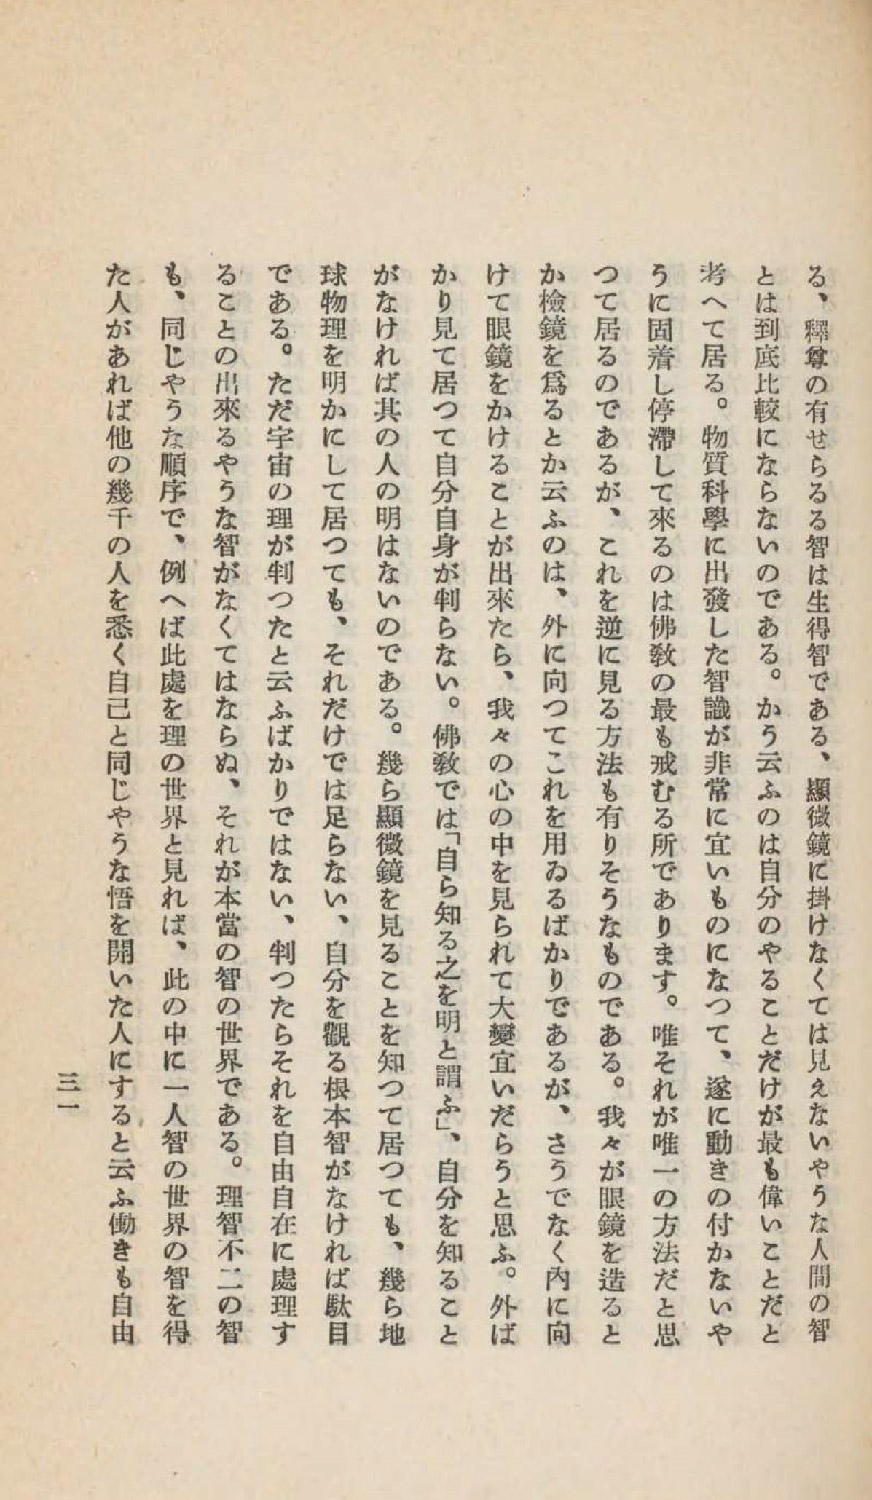 る、釋尊の有せらるる智は生得智である、顯微鏡に掛けなくては見えないやうな人間の智
とは到底比較にならないのである。かう云ふのは自分のやることだけが最も偉いことだと
考へて居る。物質科學に出發した智識が非常に宜いものになつて、遂に動きの付かないや
うに固着し停滯して來るのは佛敎の最も戒むる所であります。唯それが唯一の方法だと思
つて居るのであるが、これを逆に見る方法も有りそうなものである。我々が眼鏡を造ると
か檢鏡を爲るとか云ふのは、外に向つてこれを用ゐるばかりであるが、さうでなく內に向
けて眼鏡をかけることが出來たら、我々の心の中を見られて大變宜いだらうと思ふ。外ば
かり見て居つて自分自身が判らない。佛敎では「自ら知る之を明と謂ふ」、自分を知ること
がなければ其の人の明はないのである。幾ら顯微鏡を見ることを知つて居つても、幾ら地
球物理を明かにして居つても、それだけでは足らない、自分を觀る根本智がなければ駄目
である。ただ宇宙の理が判つたと云ふばかりではない、判つたらそれを自由自在に處理す
ることの出來るやうな智がなくてはならぬ、それが本當の智の世界である。理智不二の智
も、同じやうな順序で、例へば此處を理の世界と見れば、此の中に一人智の世界の智を得
た人があれば他の幾千の人を悉く自己と同じやうな悟を開いた人にすると云ふ働きも自由
三一